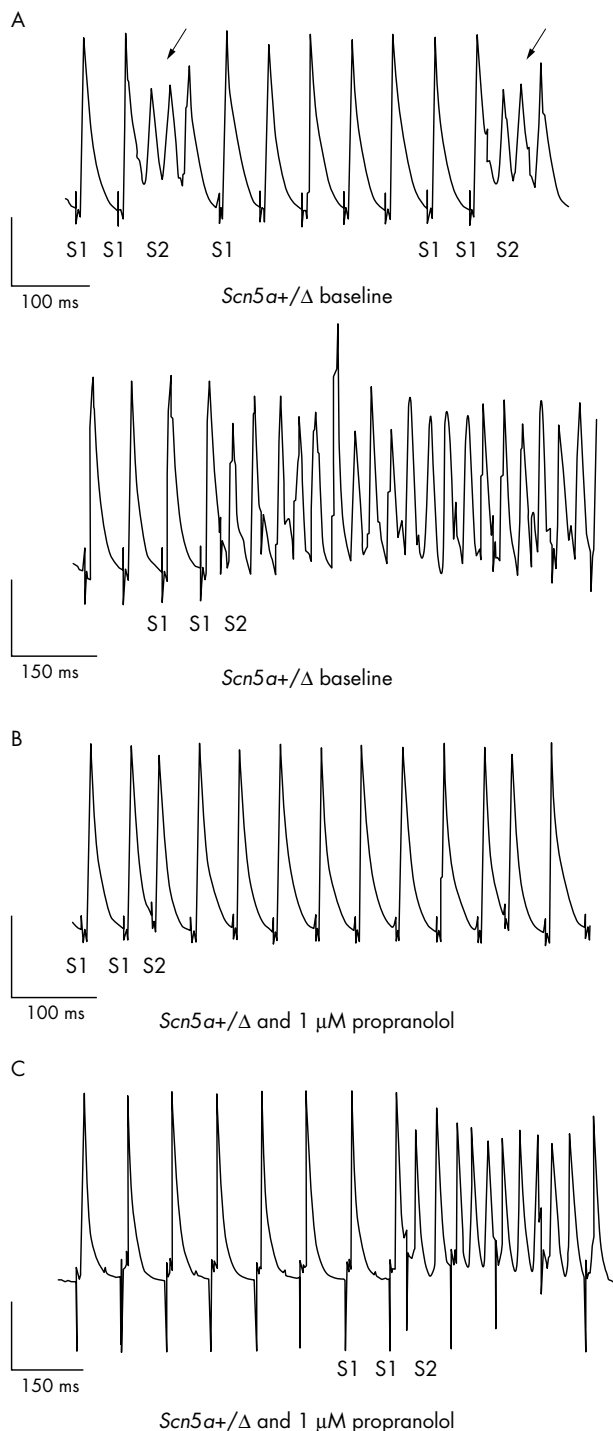 A
S1 S1 S2 S1 S1 S1 S2
100 ms
Scn5a+/Δ baseline
S1 S1 S2
150 ms
Scn5a+/Δ baseline
B
S1 S1 S2
100 ms
Scn5a+/Δ and 1 μM propranolol
C
S1 S1 S2
150 ms
Scn5a+/Δ and 1 μM propranolol